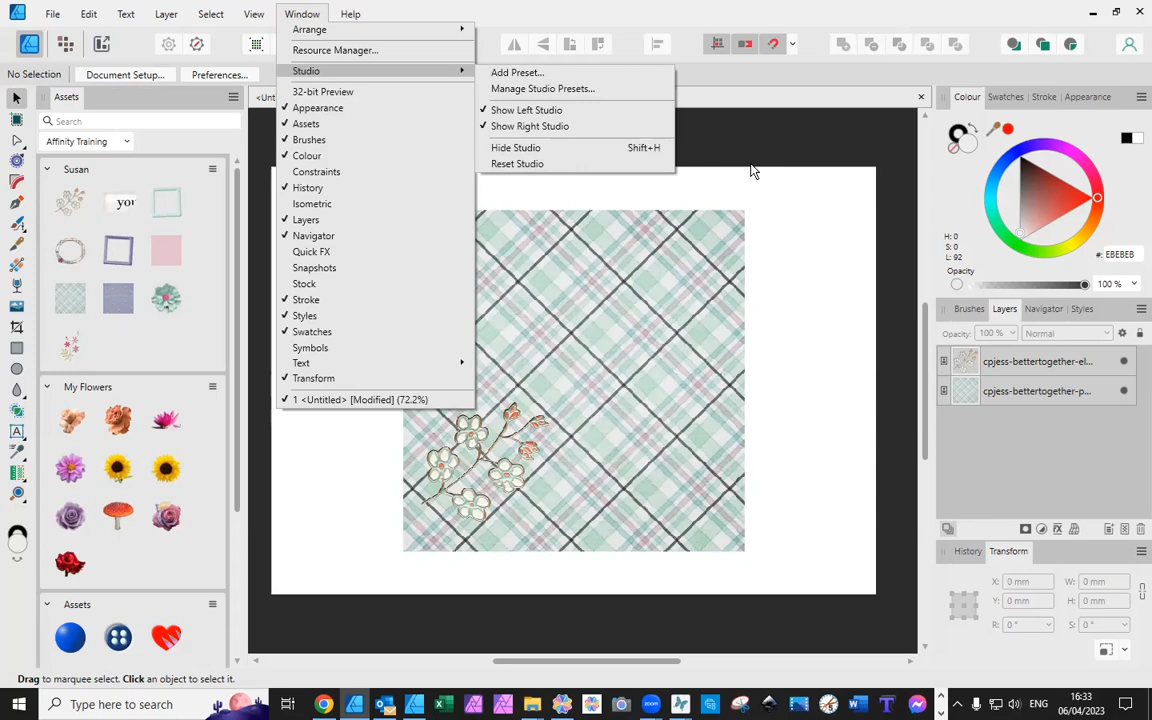 File Edit Text Layer Select View Window Help
No Selection Document Setup... Preferences...
Assets
Search
Affinity Training
Susan
you
My Flowers
Assets
Arrange
Resource Manager...
Studio
32-bit Preview
Appearance
Assets
Brushes
Colour
Constraints
History
Isometric
Layers
Navigator
Quick FX
Snapshots
Stock
Stroke
Styles
Swatches
Symbols
Text
Transform
1 <Untitled> [Modified] (72.2%)
Add Preset...
Manage Studio Presets...
Show Left Studio
Show Right Studio
Hide Studio Shift+H
Reset Studio
<Unt
Colour Swatches Stroke Appearance
H: 0
S: 0
L: 92
#: EBEBEB
Opacity
100 %
Brushes Layers Navigator Styles
Opacity: 100 % Normal
cpjess-bettertogether-el...
cpjess-bettertogether-p...
History Transform
X: 0 mm W: 0 mm
Y: 0 mm H: 0 mm
R: 0 ° S: 0 °
Drag to marquee select. Click an object to select it.
Type here to search
zoom
ENG
16:33
06/04/2023